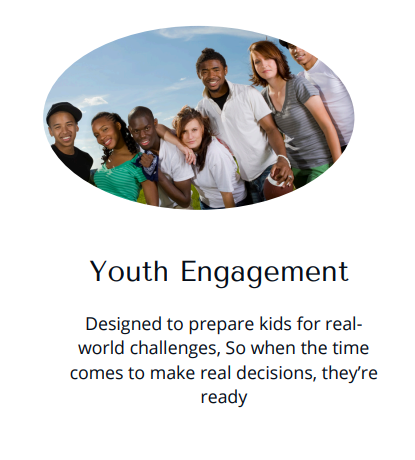 Youth Engagement
Designed to prepare kids for real-
world challenges, So when the time
comes to make real decisions, they’re
ready